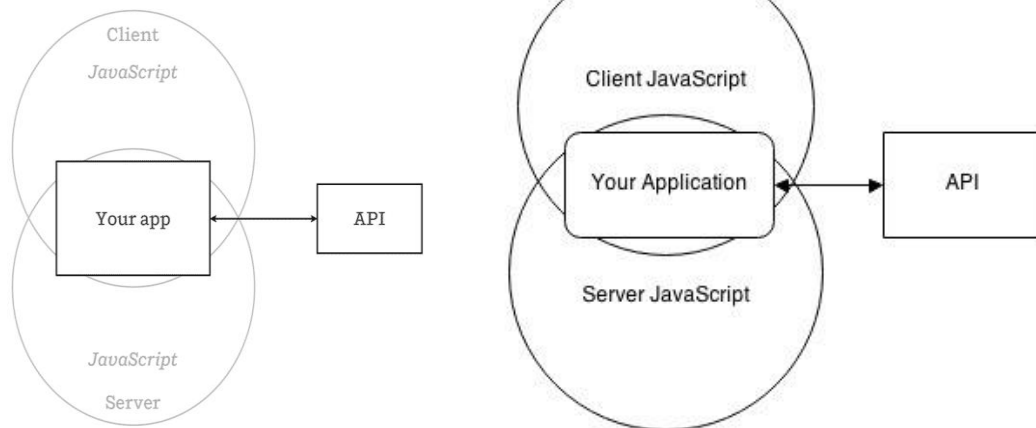 Client
JavaScript
Your app
API
JavaScript
Server
Client JavaScript
Your Application
API
Server JavaScript